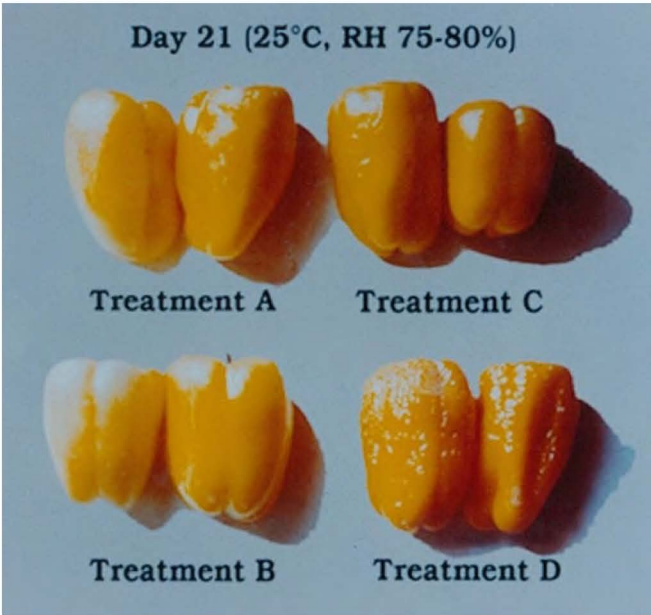 Day 21 (25°C, RH 75-80%)
Treatment A
Treatment C
Treatment B
Treatment D